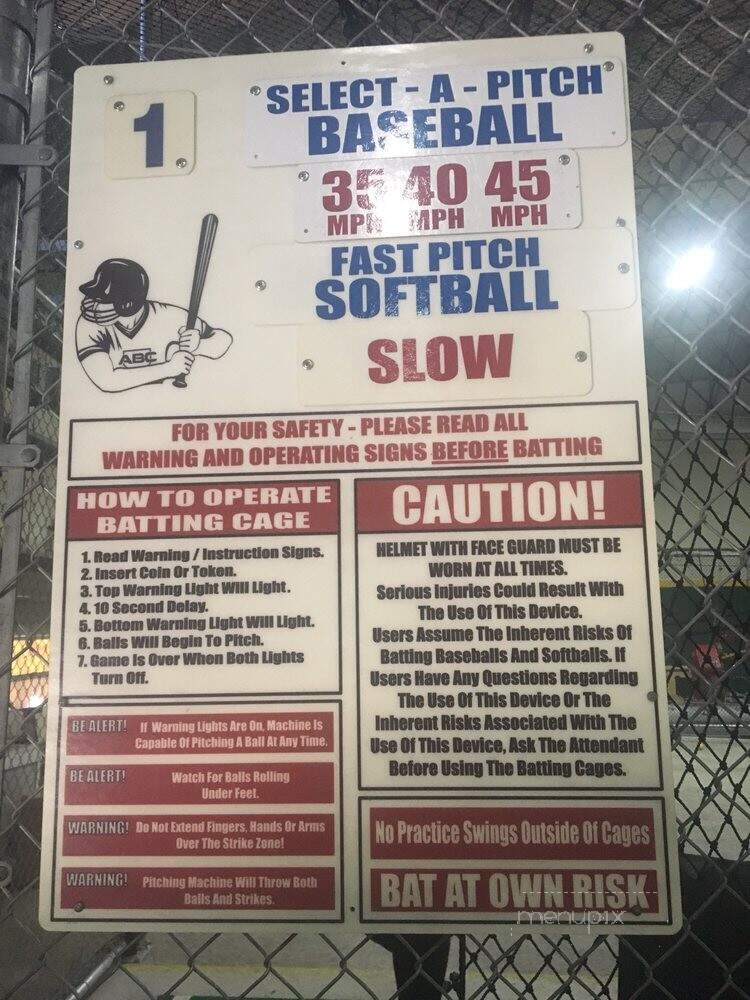 1
SELECT - A - PITCH
BASEBALL
35 40 45
MPH MPH MPH
FAST PITCH
SOFTBALL
SLOW
ABC
FOR YOUR SAFETY - PLEASE READ ALL
WARNING AND OPERATING SIGNS BEFORE BATTING
HOW TO OPERATE
BATTING CAGE
1. Read Warning / Instruction Signs.
2. Insert Coin Or Token.
3. Top Warning Light Will Light.
4. 10 Second Delay.
5. Bottom Warning Light Will Light.
6. Balls Will Begin To Pitch.
7. Game Is Over When Both Lights
Turn Off.
BE ALERT! If Warning Lights Are On, Machine Is
Capable Of Pitching A Ball At Any Time.
BE ALERT! Watch For Balls Rolling
Under Feet.
WARNING! Do Not Extend Fingers, Hands Or Arms
Over The Strike Zone!
WARNING! Pitching Machine Will Throw Both
Balls And Strikes.
CAUTION!
HELMET WITH FACE GUARD MUST BE
WORN AT ALL TIMES.
Serious Injuries Could Result With
The Use Of This Device.
Users Assume The Inherent Risks Of
Batting Baseballs And Softballs. If
Users Have Any Questions Regarding
The Use Of This Device Or The
Inherent Risks Associated With The
Use Of This Device, Ask The Attendant
Before Using The Batting Cages.
No Practice Swings Outside Of Cages
BAT AT OWN RISK
menupix